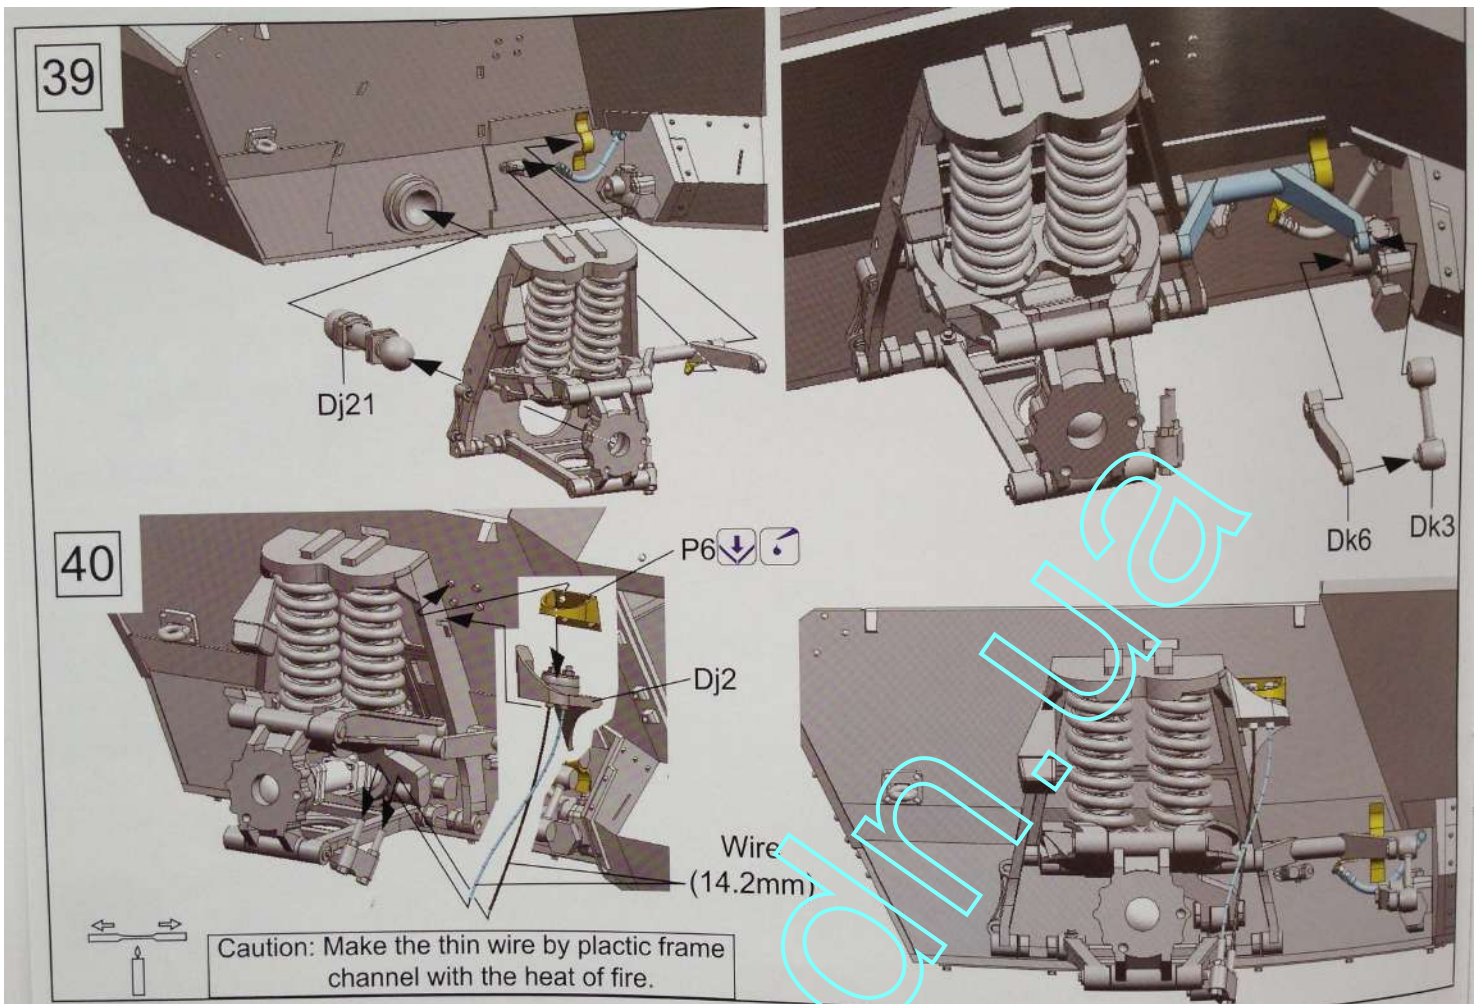 39
Dj21
Dk6
Dk3
40
P6
Dj2
Wire
(14.2mm)
Caution: Make the thin wire by plactic frame
channel with the heat of fire.
dn.ua